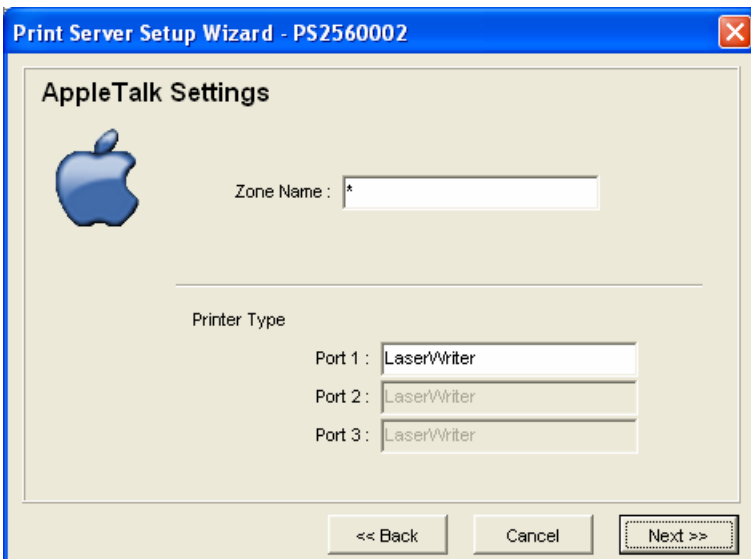 Print Server Setup Wizard - PS2560002
AppleTalk Settings
Zone Name : *
Printer Type
Port 1 : LaserWriter
Port 2 : LaserWriter
Port 3 : LaserWriter
<< Back Cancel Next >>